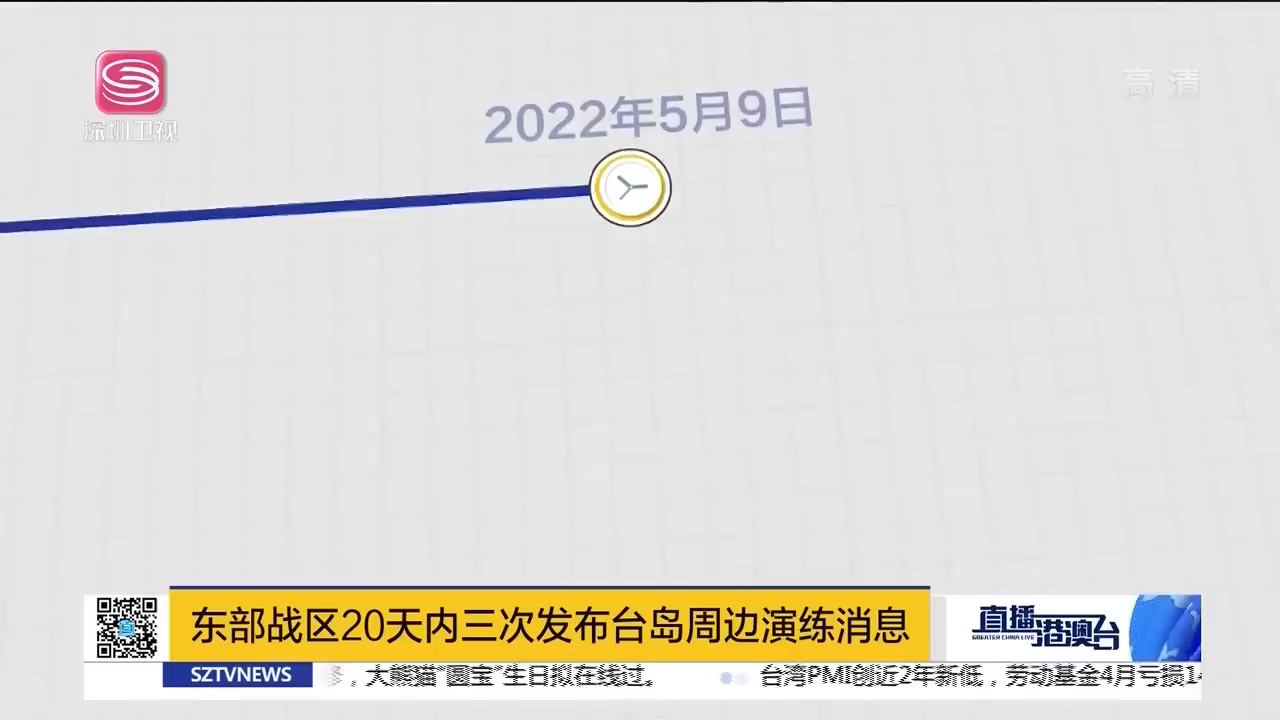 深圳卫视
高清
2022年5月9日
东部战区20天内三次发布台岛周边演练消息
直播港澳台
GREATER CHINA LIVE
SZTVNEWS
，大熊猫“圆宝”生日拟在线过。 台湾PMI创近2年新低，劳动基金4月亏损14